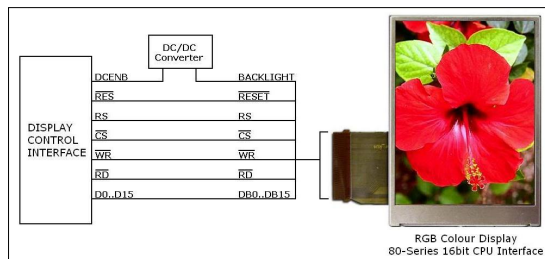 DC/DC
Converter
DCENB BACKLIGHT
RES RESET
RS RS
DISPLAY
CONTROL
INTERFACE
CS CS
WR WR
RD RD
D0..D15 DB0..DB15
RGB Colour Display
80-Series 16bit CPU Interface